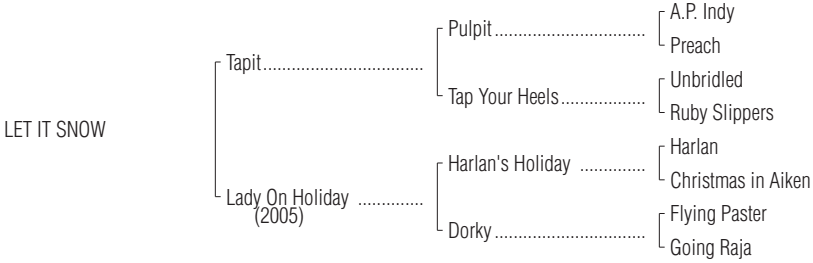 A.P. Indy
Pulpit..............................
Preach
Tapit................................
Unbridled
Tap Your Heels.................
Ruby Slippers
LET IT SNOW
Harlan
Harlan's Holiday .............
Christmas in Aiken
Lady On Holiday .............
(2005)
Flying Paster
Dorky..............................
Going Raja